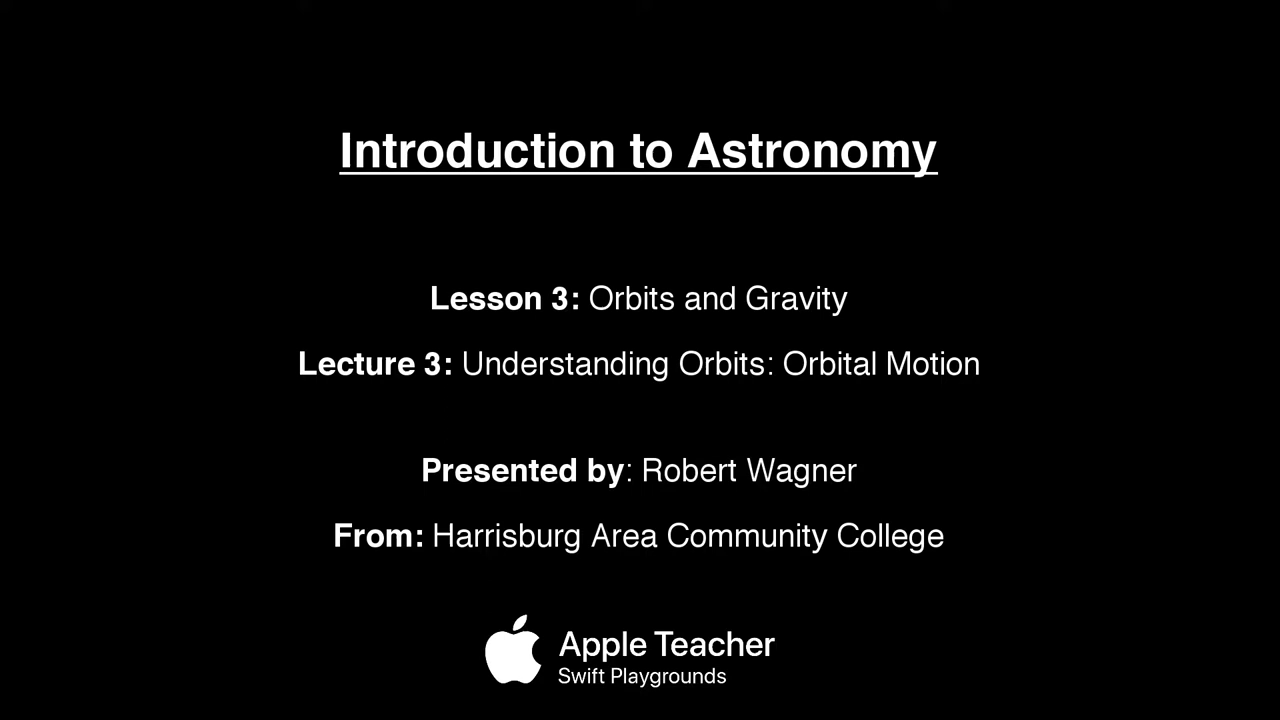 Introduction to Astronomy
Lesson 3: Orbits and Gravity
Lecture 3: Understanding Orbits: Orbital Motion
Presented by: Robert Wagner
From: Harrisburg Area Community College
Apple Teacher
Swift Playgrounds